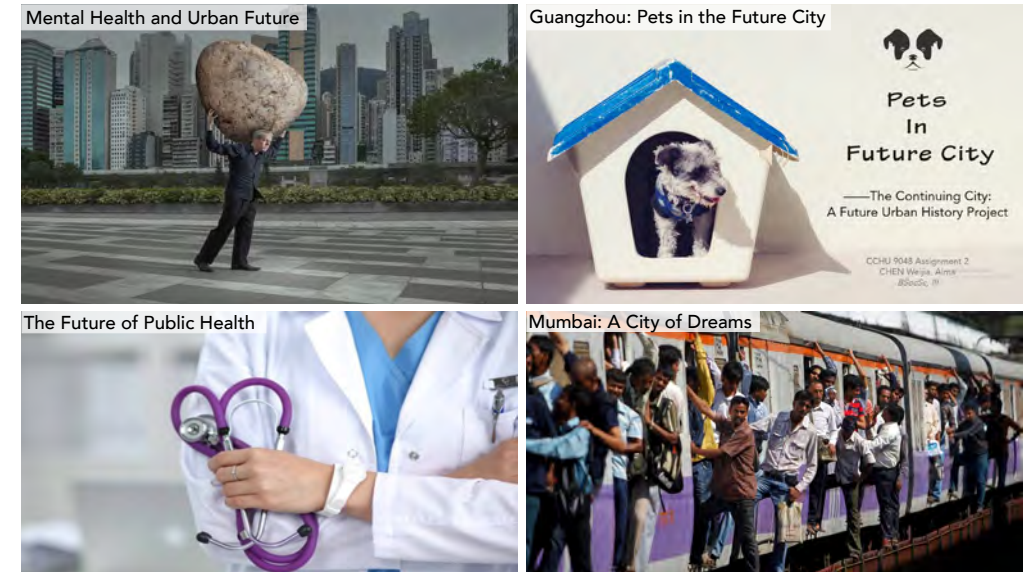 Mental Health and Urban Future
Guangzhou: Pets in the Future City
Pets
In
Future City
——The Continuing City:
A Future Urban History Project
CCHU 9048 Assignment 2
CHEN Weijia, Alma
BSocSc, III
The Future of Public Health
Mumbai: A City of Dreams